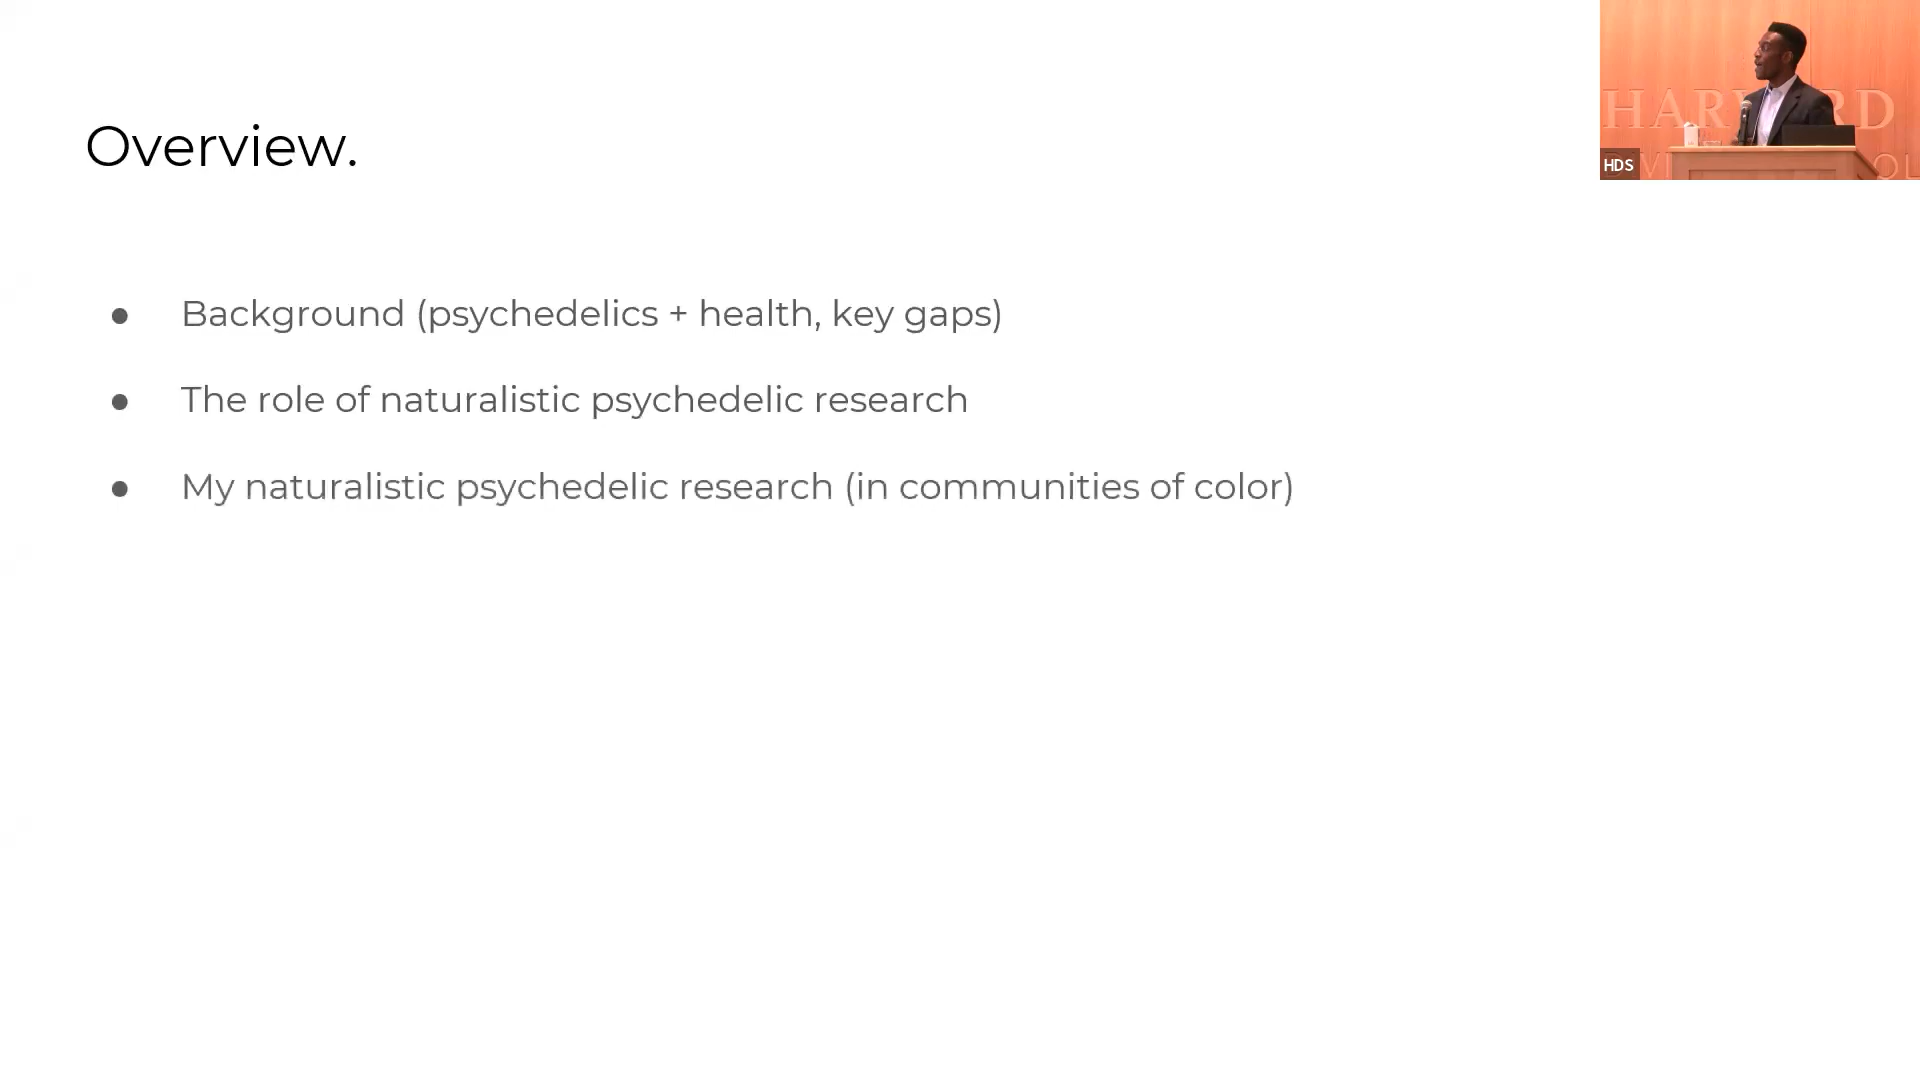 Overview.
● Background (psychedelics + health, key gaps)
● The role of naturalistic psychedelic research
● My naturalistic psychedelic research (in communities of color)
HDS